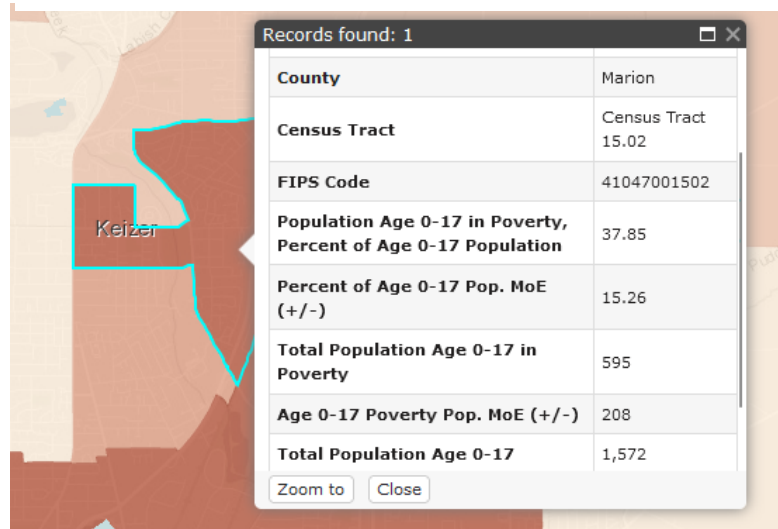 Records found: 1
County Marion
Census Tract Census Tract
15.02
FIPS Code 41047001502
Population Age 0-17 in Poverty,
Percent of Age 0-17 Population 37.85
Percent of Age 0-17 Pop. MoE
(+/-) 15.26
Total Population Age 0-17 in
Poverty 595
Age 0-17 Poverty Pop. MoE (+/-) 208
Total Population Age 0-17 1,572
Zoom to Close
Keizer